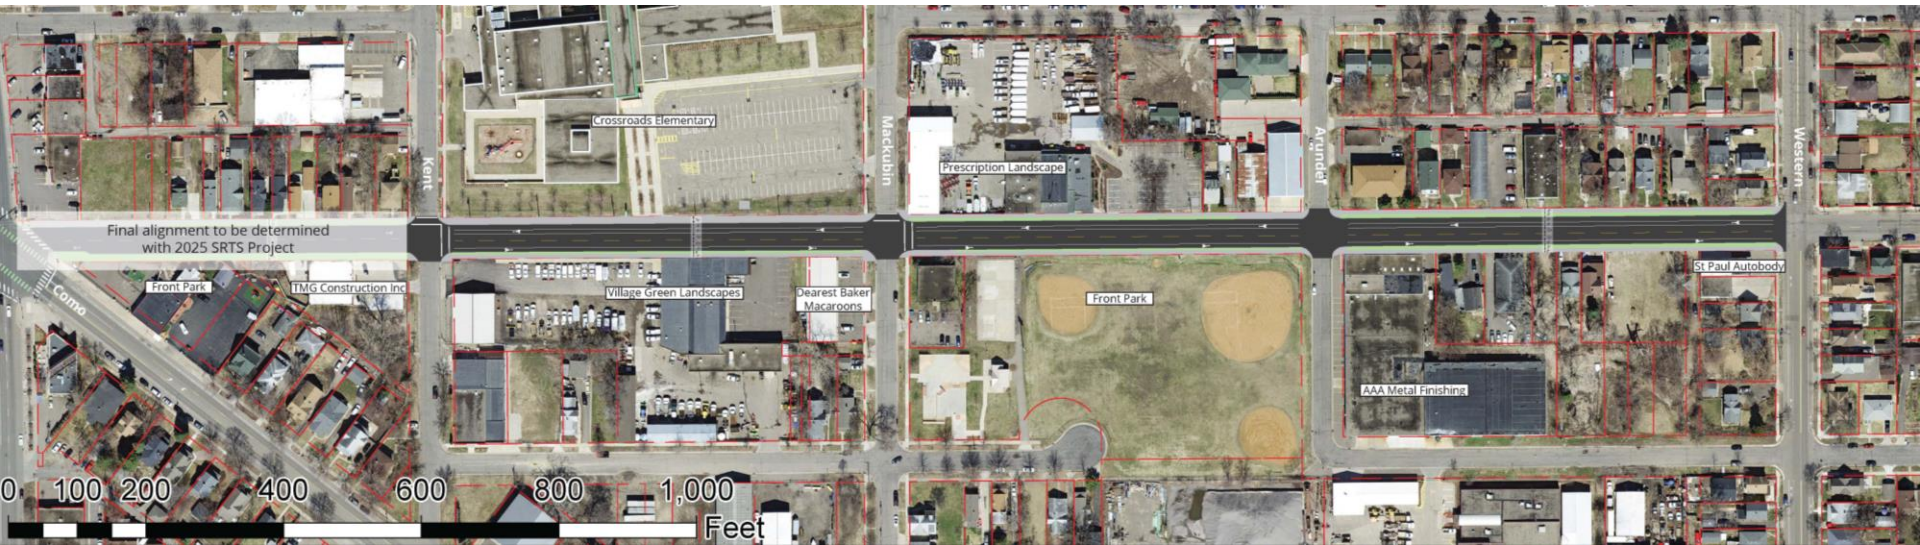 Crossroads Elementary
Kent
Mackubin
Prescription Landscape
Arundel
Western
Final alignment to be determined
with 2025 SRTS Project
Como
Front Park
TMG Construction Inc
Village Green Landscapes
Dearest Baker
Macaroons
Front Park
St Paul Autobody
AAA Metal Finishing
0 100 200 400 600 800 1,000
Feet